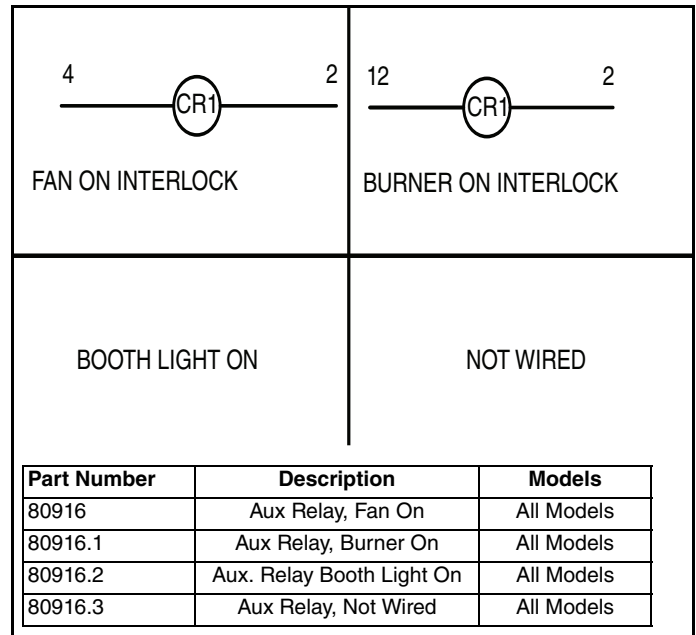 4 2 12 2
CR1 CR1
FAN ON INTERLOCK BURNER ON INTERLOCK
BOOTH LIGHT ON NOT WIRED
Part Number Description Models
80916 Aux Relay, Fan On All Models
80916.1 Aux Relay, Burner On All Models
80916.2 Aux. Relay Booth Light On All Models
80916.3 Aux Relay, Not Wired All Models